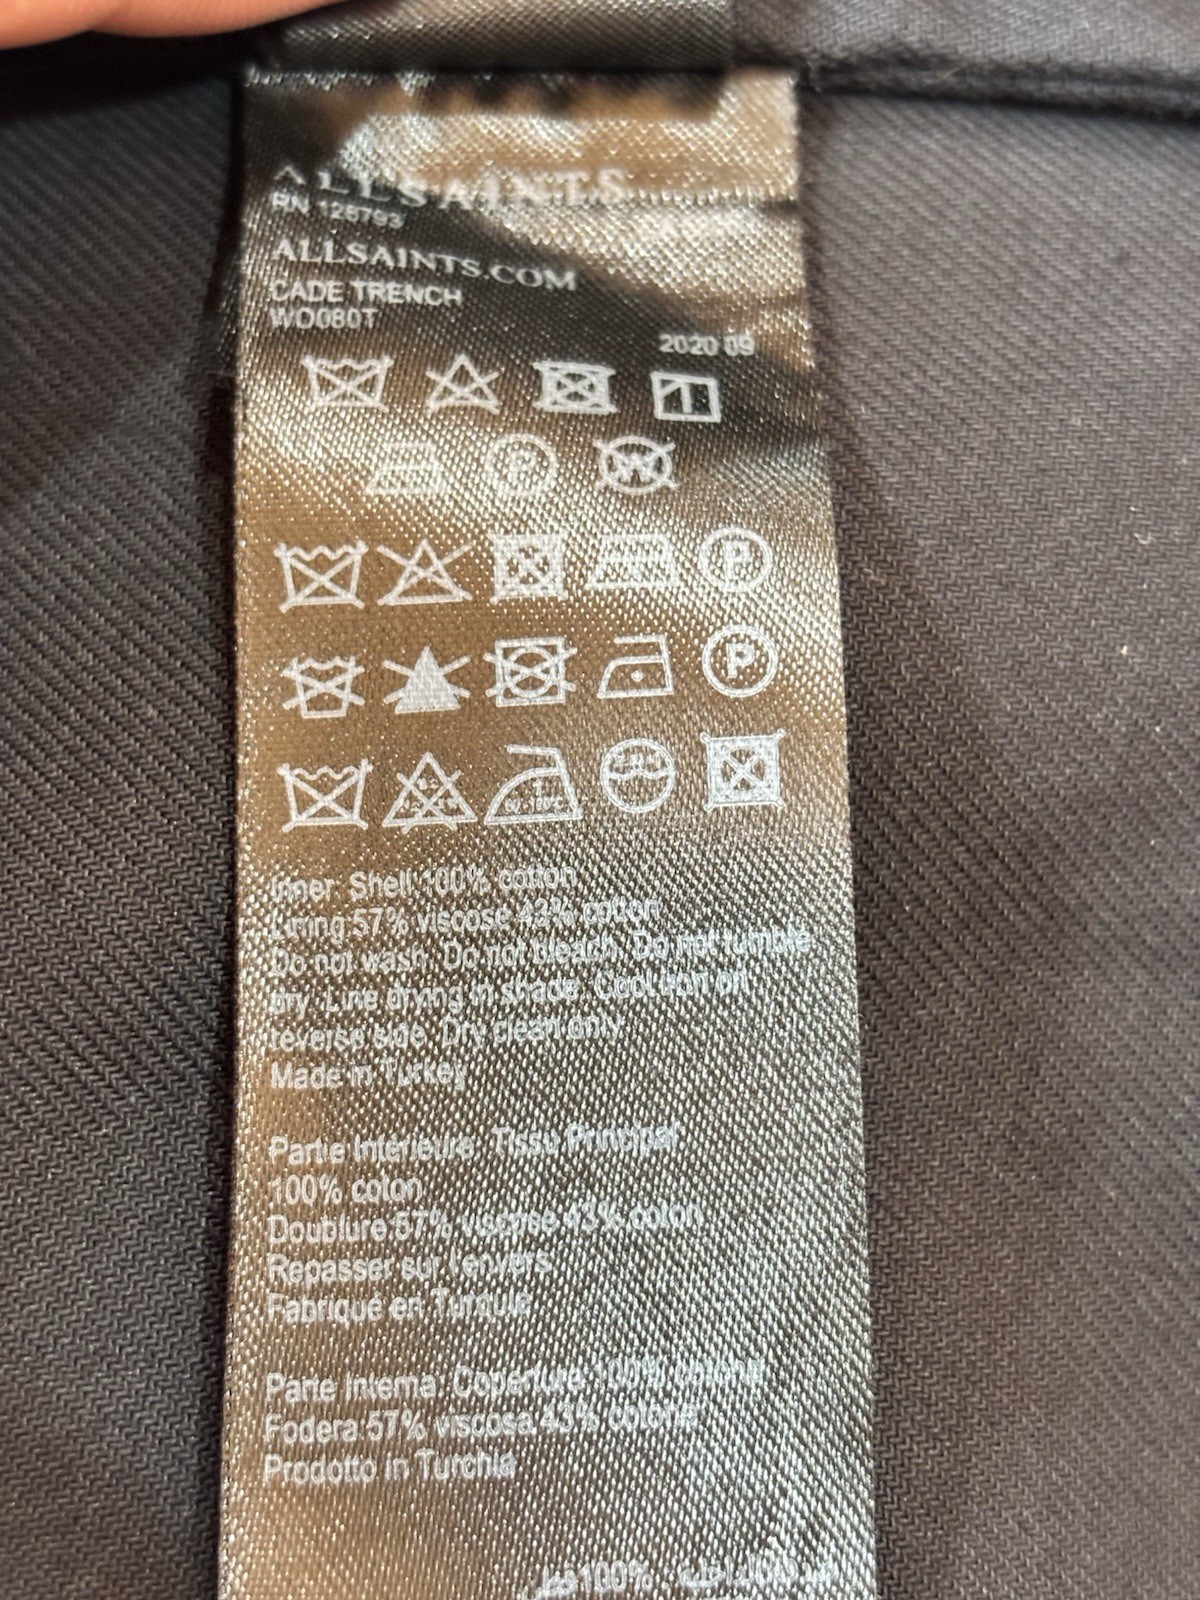 ALLSAINTS
RN 128793
ALLSAINTS.COM
CADE TRENCH
WO080T
2020 09
P
W
P
P
Inner: Shell 100% cotton
Lining 57% viscose 43% cotton
Do not wash. Do not bleach. Do not tumble
dry. Line drying in shade. Cool iron on
reverse side. Dry clean only
Made in Turkey
Partie Interieure: Tissu Principal
100% coton
Doublure 57% viscose 43% coton
Repasser sur l'envers
Fabriqué en Turquie
Parte Interna: Copertura 100% cotone
Fodera 57% viscosa 43% cotone
Prodotto in Turchia
100%